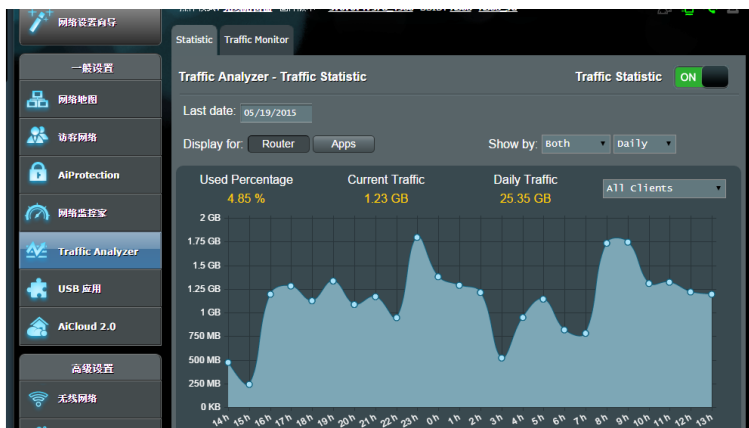 网络设置向导
Statistic
Traffic Monitor
一般设置
网络地图
访客网络
AiProtection
网络监控家
Traffic Analyzer
USB 应用
AiCloud 2.0
高级设置
无线网络
Traffic Analyzer - Traffic Statistic
Traffic Statistic
ON
Last date: 05/19/2015
Display for: Router Apps
Show by: Both Daily
Used Percentage
Current Traffic
Daily Traffic
4.85 %
1.23 GB
25.35 GB
All Clients
2 GB
1.75 GB
1.5 GB
1.25 GB
1 GB
750 MB
500 MB
250 MB
0 KB
14h 15h 16h 17h 18h 19h 20h 21h 22h 23h 0h 1h 2h 3h 4h 5h 6h 7h 8h 9h 10h 11h 12h 13h